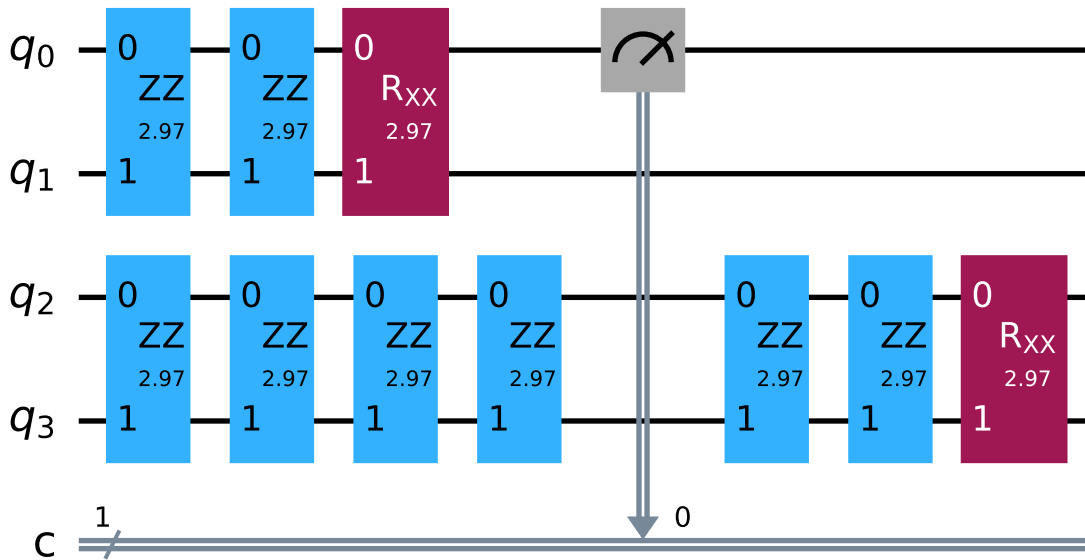 q0 0 0 0
ZZ ZZ RXX
2.97 2.97 2.97
q1 1 1 1
q2 0 0 0 0 0 0 0
ZZ ZZ ZZ ZZ ZZ ZZ RXX
2.97 2.97 2.97 2.97 2.97 2.97 2.97
q3 1 1 1 1 1 1 1
1 0
c